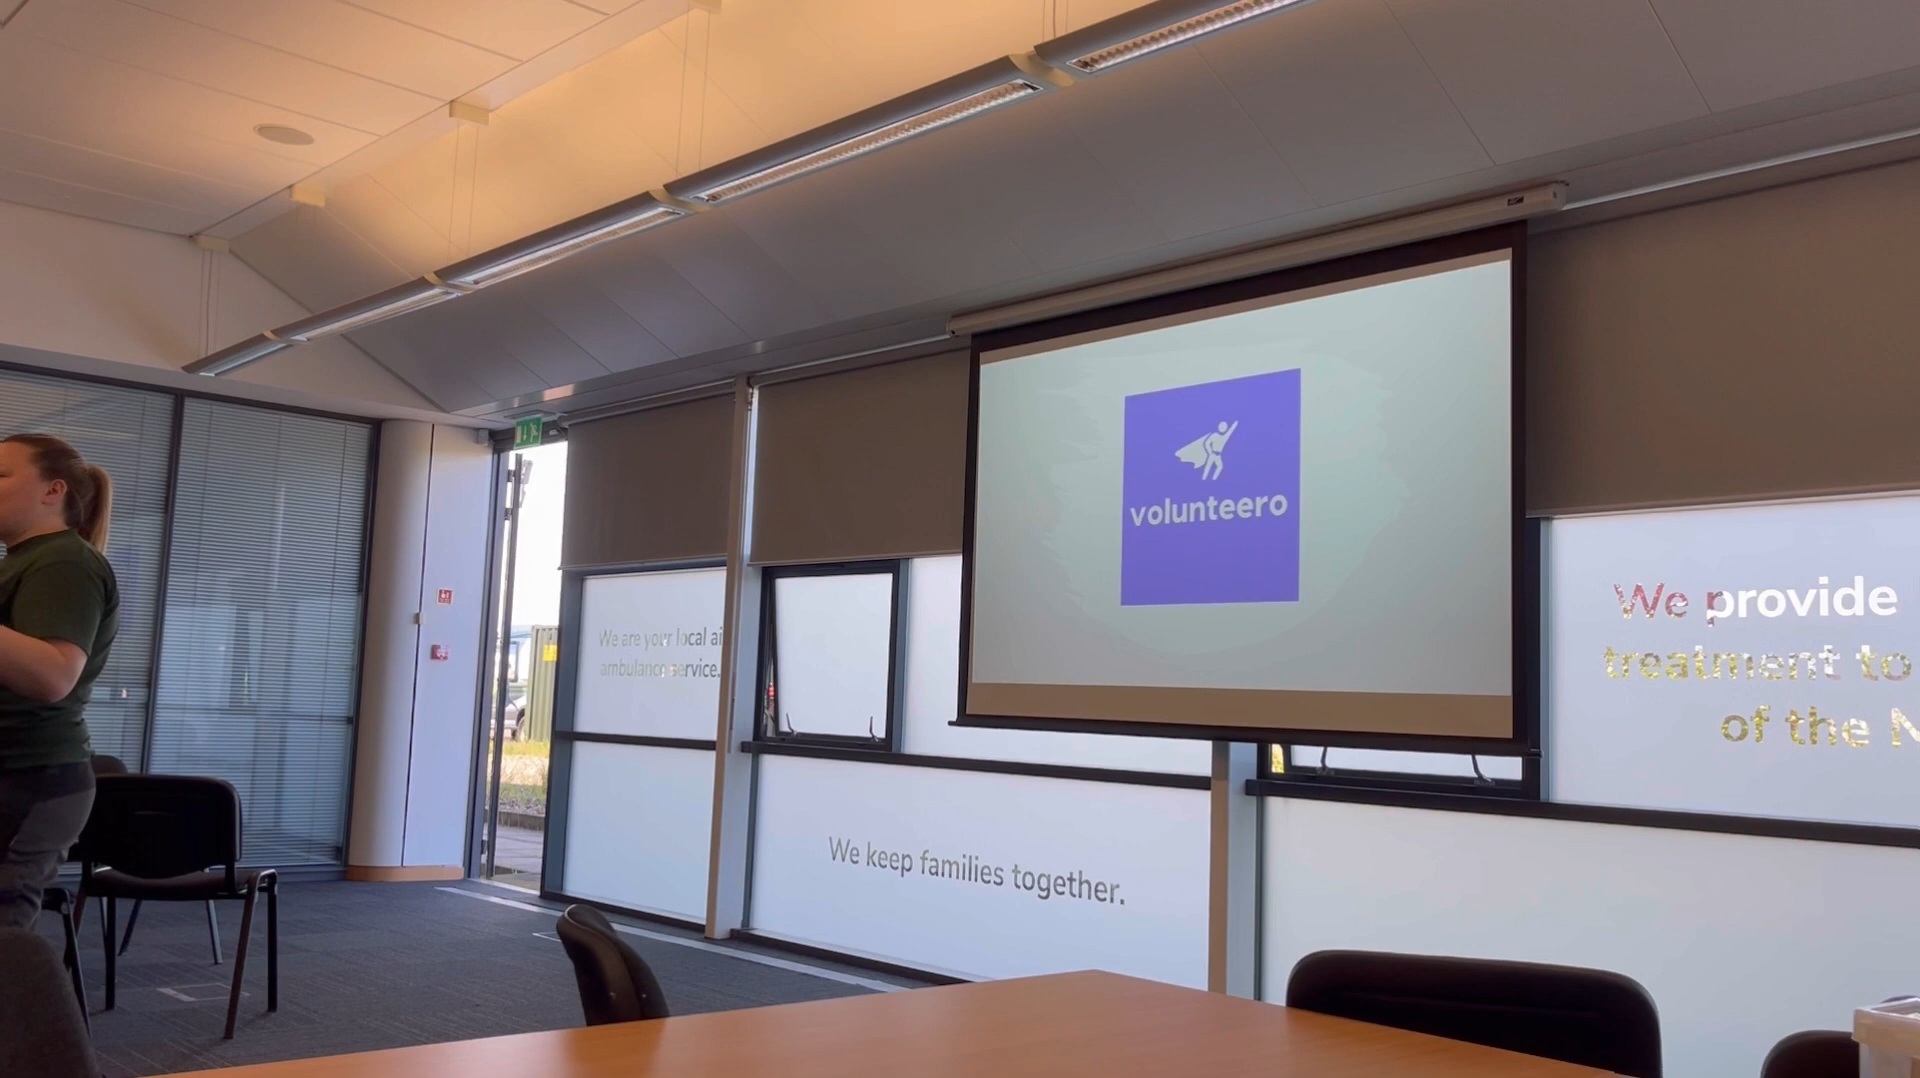 We are your local ai
ambulance service.
volunteero
We keep families together.
We provide
treatment to
of the N